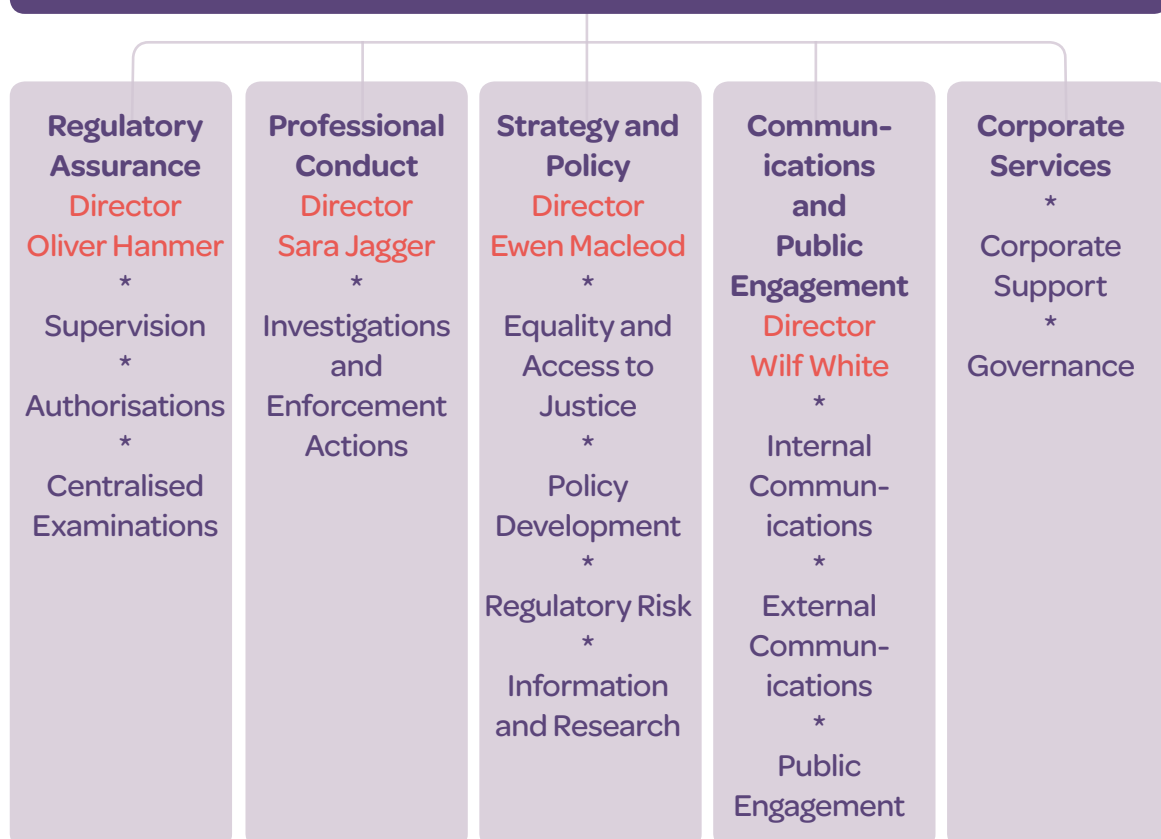 Regulatory
Assurance
Director
Oliver Hanmer
*
Supervision
*
Authorisations
*
Centralised
Examinations
Professional
Conduct
Director
Sara Jagger
*
Investigations
and
Enforcement
Actions
Strategy and
Policy
Director
Ewen Macleod
*
Equality and
Access to
Justice
*
Policy
Development
*
Regulatory Risk
*
Information
and Research
Commun-
ications
and
Public
Engagement
Director
Wilf White
*
Internal
Commun-
ications
*
External
Commun-
ications
*
Public
Engagement
Corporate
Services
*
Corporate
Support
*
Governance